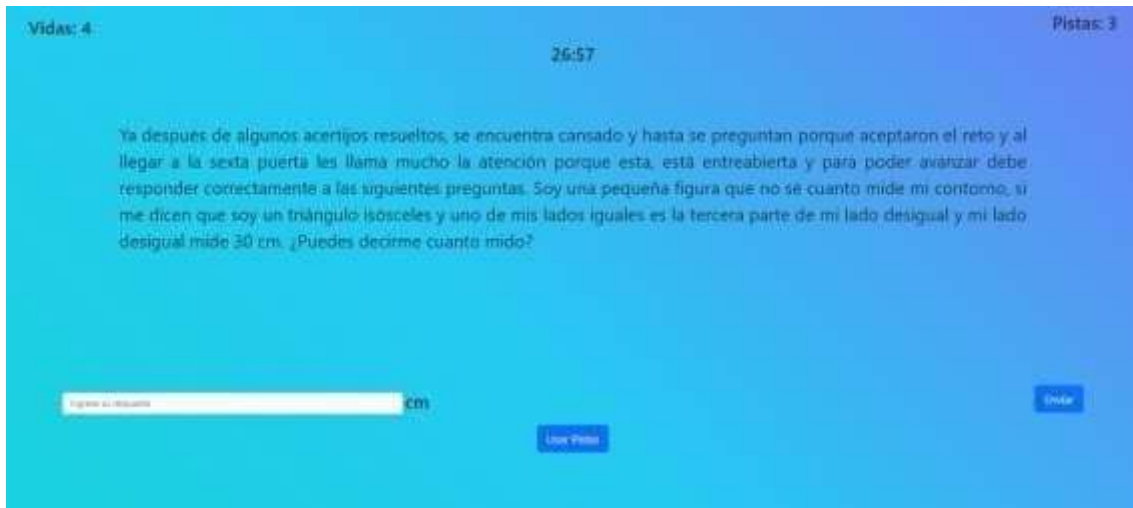 Vidas: 4
Pistas: 3
26:57
Ya después de algunos acertijos resueltos, se encuentra cansado y hasta se preguntan porque aceptaron el reto y al
llegar a la sexta puerta les llama mucho la atención porque esta, está entreabierta y para poder avanzar debe
responder correctamente a las siguientes preguntas. Soy una pequeña figura que no sé cuanto mide mi contorno, si
me dicen que soy un triángulo isósceles y uno de mis lados iguales es la tercera parte de mi lado desigual y mi lado
desigual mide 30 cm. ¿Puedes decirme cuanto mido?
Ingrese su respuesta
cm
Enviar
Usar Pistas